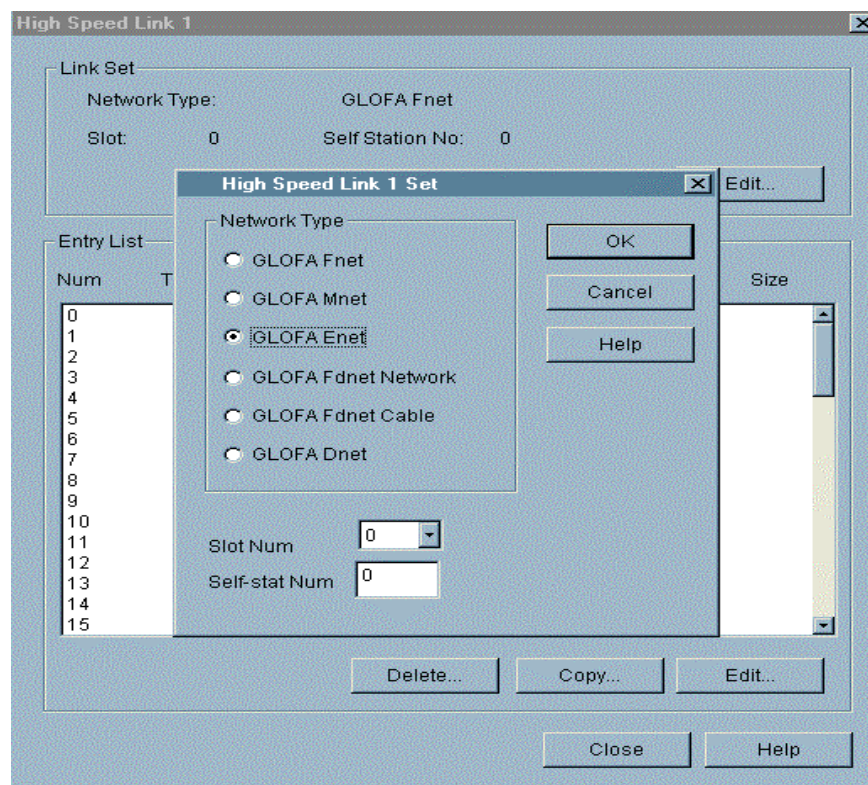 High Speed Link 1
Link Set
Network Type: GLOFA Fnet
Slot: 0 Self Station No: 0
Edit...
High Speed Link 1 Set
Network Type
GLOFA Fnet
GLOFA Mnet
GLOFA Enet
GLOFA Fdnet Network
GLOFA Fdnet Cable
GLOFA Dnet
OK
Cancel
Help
Slot Num 0
Self-stat Num 0
Entry List
Num T Size
0
1
2
3
4
5
6
7
8
9
10
11
12
13
14
15
Delete... Copy... Edit...
Close Help